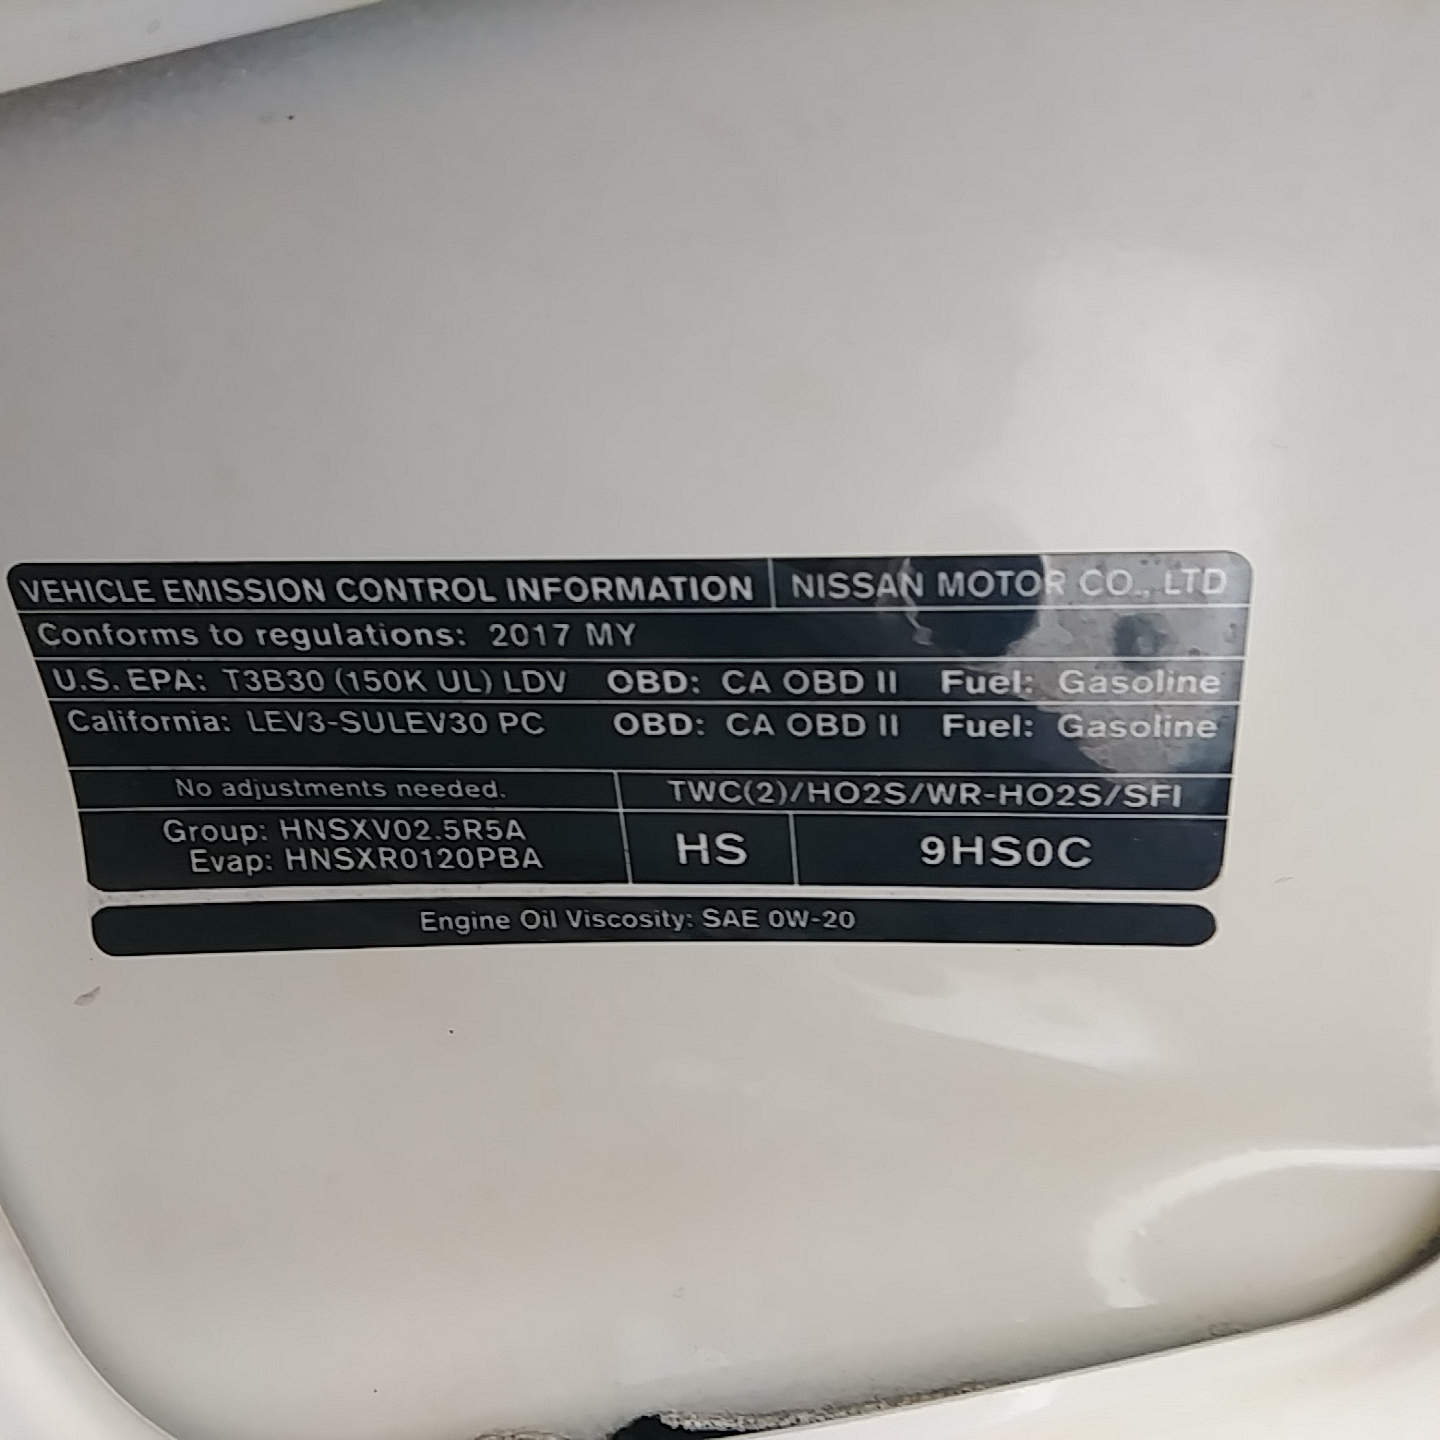 VEHICLE EMISSION CONTROL INFORMATION NISSAN MOTOR CO., LTD
Conforms to regulations: 2017 MY
U.S. EPA: T3B30 (150K UL) LDV OBD: CA OBD II Fuel: Gasoline
California: LEV3-SULEV30 PC OBD: CA OBD II Fuel: Gasoline
No adjustments needed. TWC(2)/HO2S/WR-HO2S/SFI
Group: HNSXV02.5R5A
Evap: HNSXR0120PBA
HS 9HS0C
Engine Oil Viscosity: SAE 0W-20